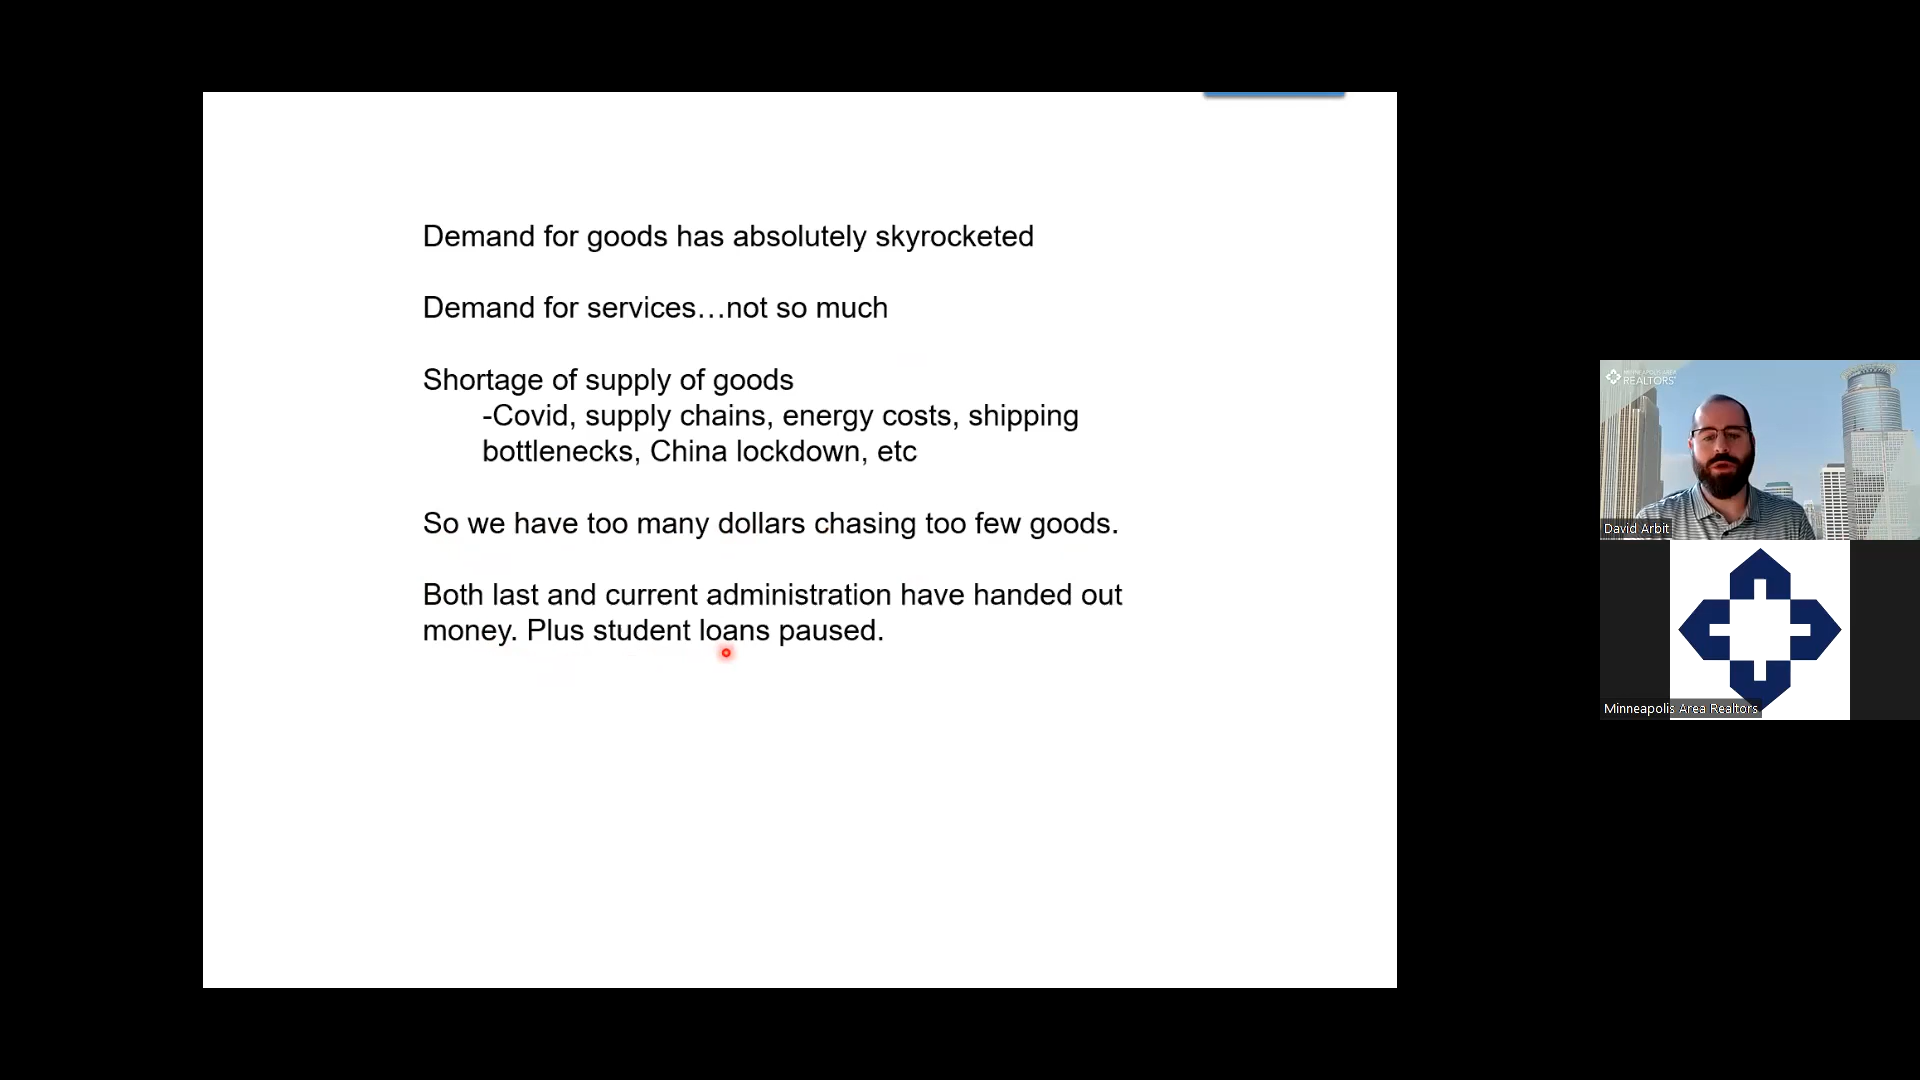 Demand for goods has absolutely skyrocketed
Demand for services…not so much
Shortage of supply of goods
-Covid, supply chains, energy costs, shipping
bottlenecks, China lockdown, etc
So we have too many dollars chasing too few goods.
Both last and current administration have handed out
money. Plus student loans paused.
REALTORS
David Arbit
Minneapolis Area Realtors